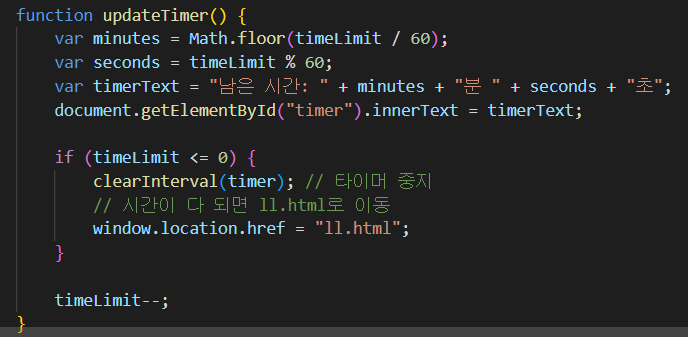 function updateTimer() {
var minutes = Math.floor(timeLimit / 60);
var seconds = timeLimit % 60;
var timerText = "남은 시간: " + minutes + "분 " + seconds + "초";
document.getElementById("timer").innerText = timerText;
if (timeLimit <= 0) {
clearInterval(timer); // 타이머 중지
// 시간이 다 되면 ll.html로 이동
window.location.href = "ll.html";
}
timeLimit--;
}